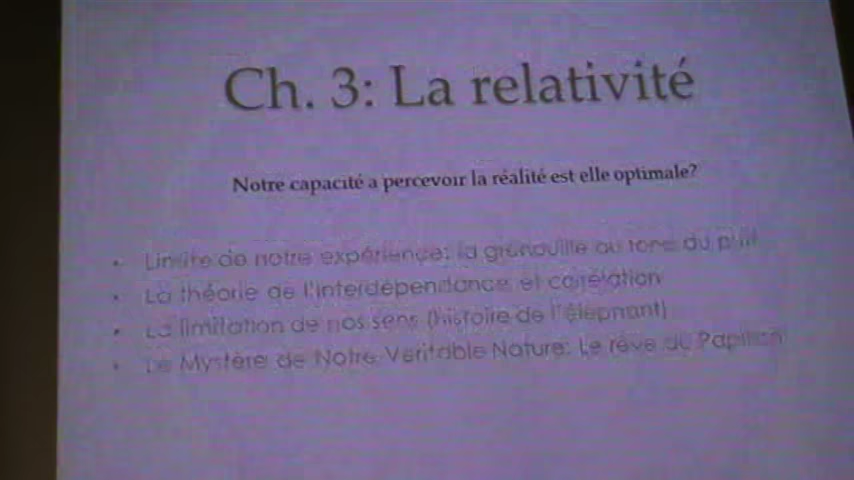 Ch. 3: La relativité
Notre capacité a percevoir la réalité est elle optimale?
Limite de notre expérience: la grenouille au fond du puit
La théorie de l'interdépendance et corrélation
La limitation de nos sens (histoire de l'éléphant)
Le Mystère de Notre Veritable Nature: Le rêve du Papillon